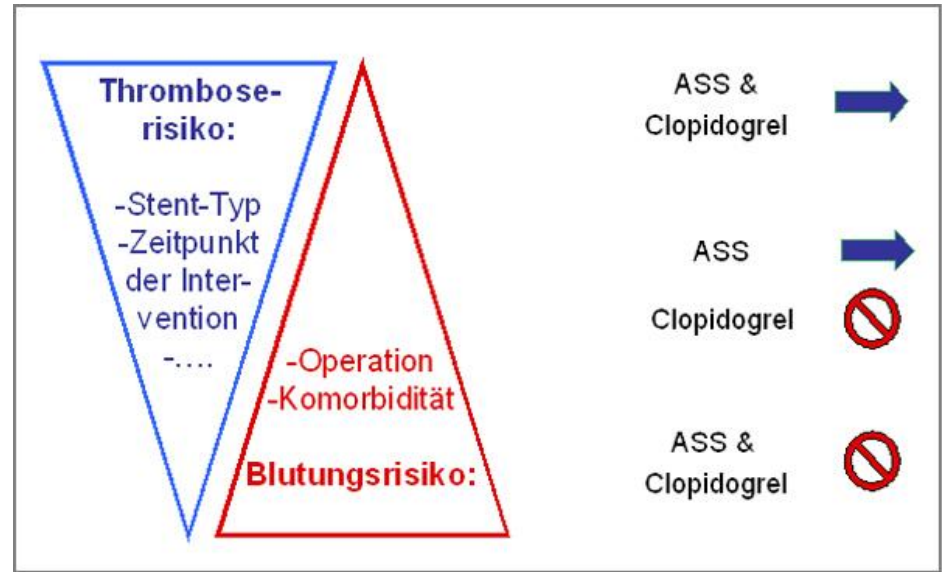 Thrombose-
risiko:
-Stent-Typ
-Zeitpunkt
der Inter-
vention
-....
-Operation
-Komorbidität
Blutungsrisiko:
ASS &
Clopidogrel
ASS
Clopidogrel
ASS &
Clopidogrel